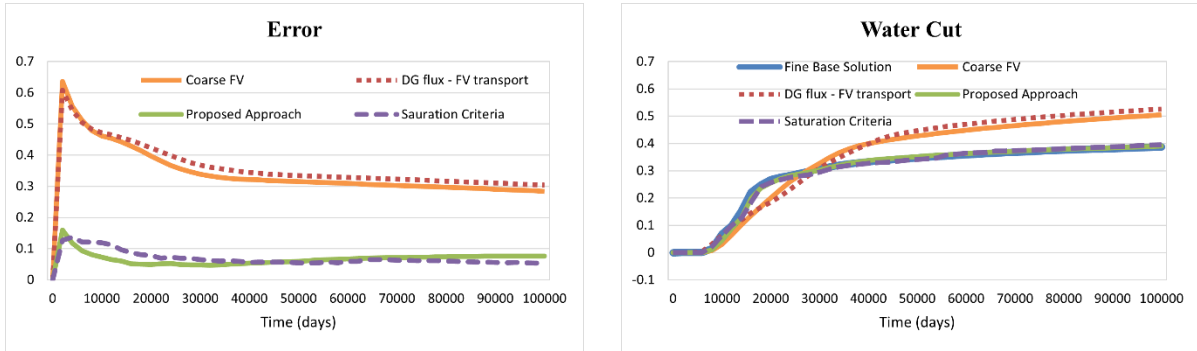 Error
0.7
0.6
0.5
0.4
0.3
0.2
0.1
0
Coarse FV
DG flux - FV transport
Proposed Approach
Sauration Criteria
0 10000 20000 30000 40000 50000 60000 70000 80000 90000 100000
Time (days)
Water Cut
0.7
0.6
0.5
0.4
0.3
0.2
0.1
0
-0.1
Fine Base Solution
Coarse FV
DG flux - FV transport
Proposed Approach
Saturation Criteria
0 10000 20000 30000 40000 50000 60000 70000 80000 90000 100000
Time (days)